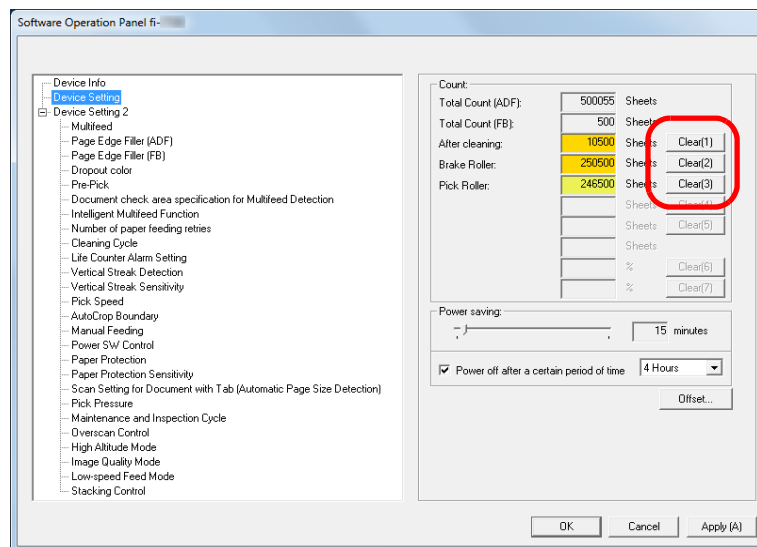 Software Operation Panel fi-
Device Info
Device Setting
Device Setting 2
Multifeed
Page Edge Filler (ADF)
Page Edge Filler (FB)
Dropout color
Pre-Pick
Document check area specification for Multifeed Detection
Intelligent Multifeed Function
Number of paper feeding retries
Cleaning Cycle
Life Counter Alarm Setting
Vertical Streak Detection
Vertical Streak Sensitivity
Pick Speed
AutoCrop Boundary
Manual Feeding
Power SW Control
Paper Protection
Paper Protection Sensitivity
Scan Setting for Document with Tab (Automatic Page Size Detection)
Pick Pressure
Maintenance and Inspection Cycle
Overscan Control
High Altitude Mode
Image Quality Mode
Low-speed Feed Mode
Stacking Control
Count:
Total Count (ADF): 500055 Sheets
Total Count (FB): 500 Sheets
After cleaning: 10500 Sheets Clear(1)
Brake Roller: 250500 Sheets Clear(2)
Pick Roller: 246500 Sheets Clear(3)
Sheets Clear(4)
Sheets Clear(5)
Sheets
% Clear(6)
% Clear(7)
Power saving:
15 minutes
Power off after a certain period of time 4 Hours
Offset...
OK Cancel Apply (A)